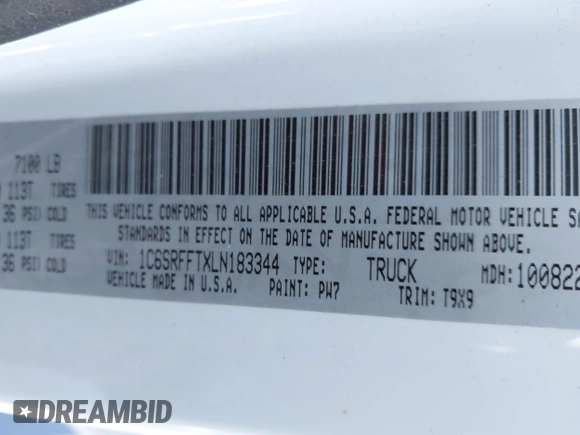 7100 LB
113T TIRES
36 PSI/ COLD
113T TIRES
36 PSI/ COLD
THIS VEHICLE CONFORMS TO ALL APPLICABLE U.S.A. FEDERAL MOTOR VEHICLE
STANDARDS IN EFFECT ON THE DATE OF MANUFACTURE SHOWN ABOVE.
VIN: 1C6SRFFTXLN183344 TYPE: TRUCK MDH: 100822
VEHICLE MADE IN U.S.A. PAINT: PW7 TRIM: T9X9
DREAMBID